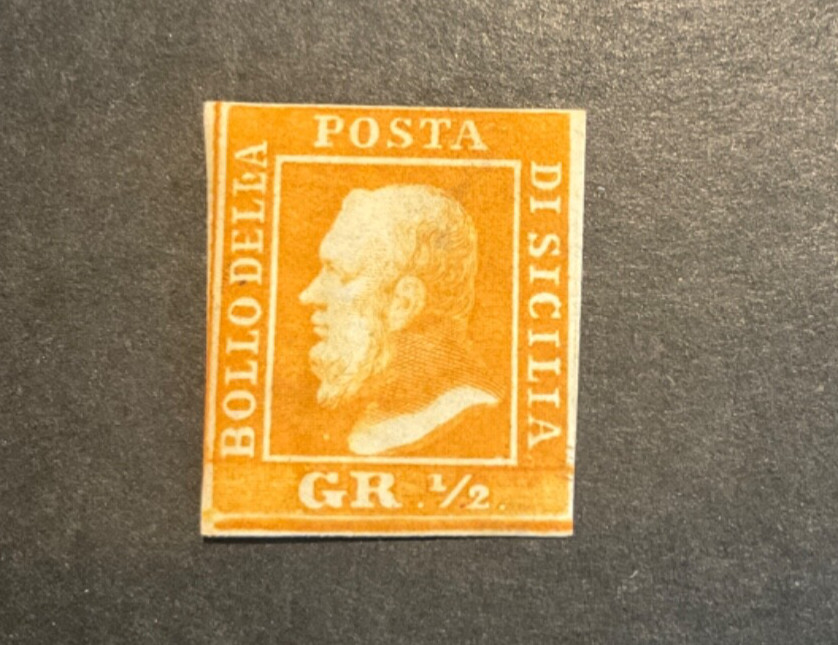 POSTA
BOLLO DELLA
DI SICILIA
GR. ½.